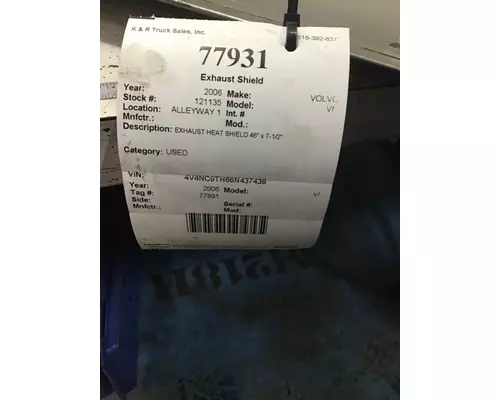 K & R Truck Sales, Inc.
77931
Exhaust Shield
Year: 2006 Make: VOLVO
Stock #: 121135 Model:
Location: ALLEYWAY 1 Int. #
Mnfctr.: Mod.:
Description: EXHAUST HEAT SHIELD 46" x 7-1/2"
Category: USED
VIN: 4V4NC9TH86N437439
Year: 2006 Model:
Tag #: 77931
Side: Serial #:
Mnfctr.: Mod: